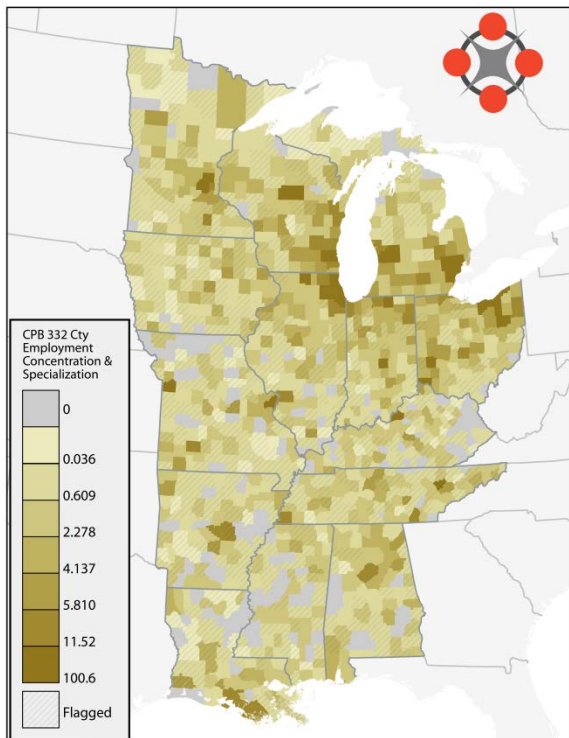 CPB 332 Cty
Employment
Concentration &
Specialization
0
0.036
0.609
2.278
4.137
5.810
11.52
100.6
Flagged